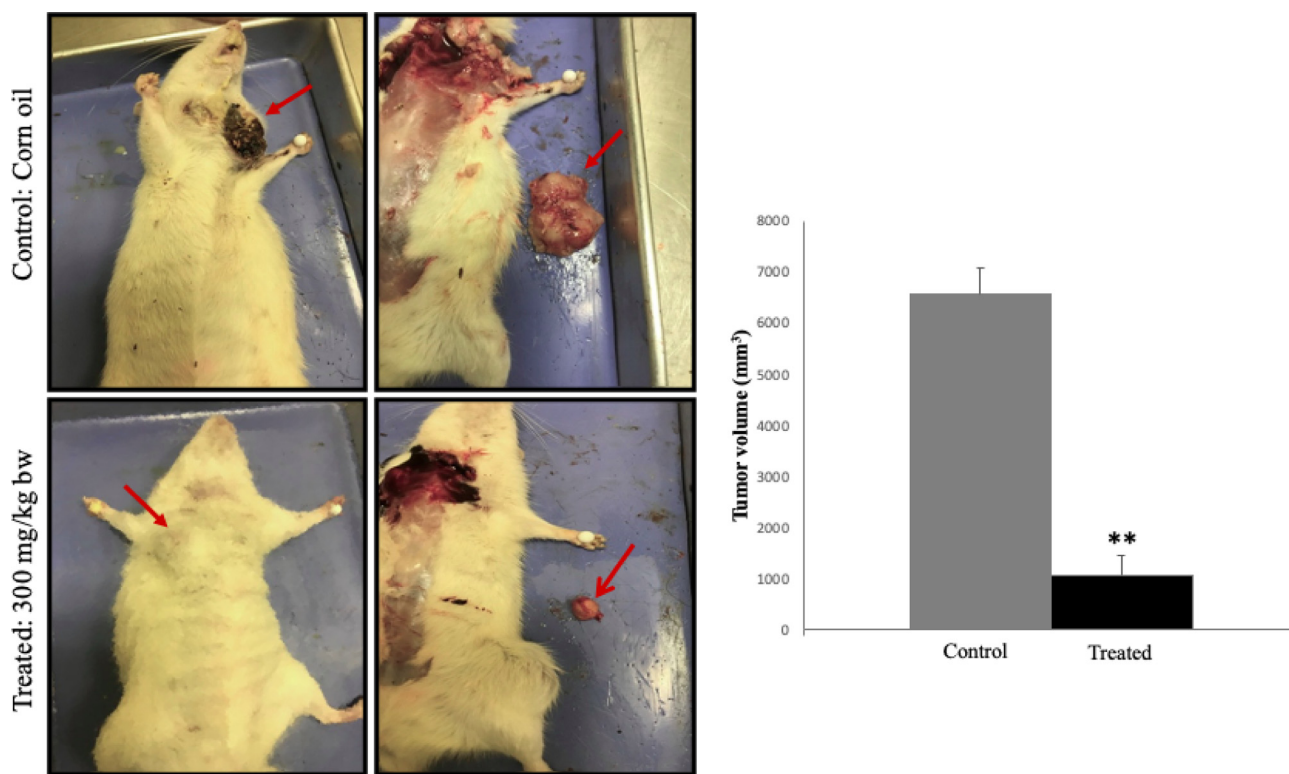 Control: Corn oil
Treated: 300 mg/kg bw
Tumor volume (mm³)
8000
7000
6000
5000
4000
3000
2000
1000
0
**
Control
Treated